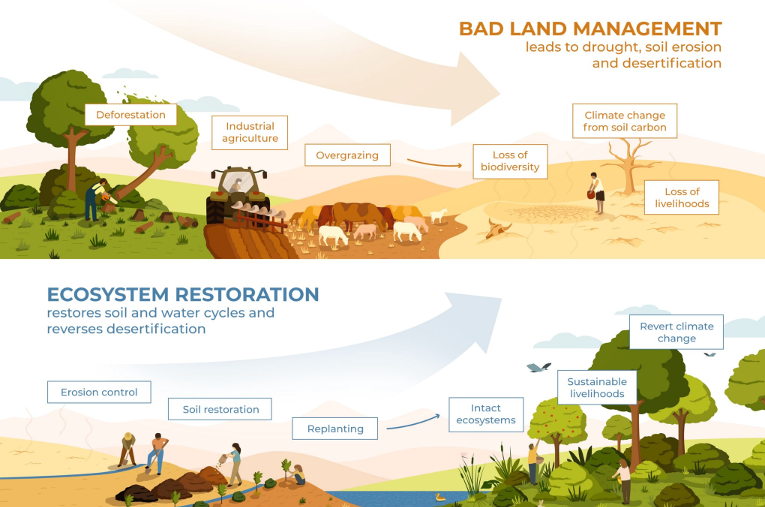 BAD LAND MANAGEMENT
leads to drought, soil erosion
and desertification
Deforestation
Industrial
agriculture
Overgrazing
Loss of
biodiversity
Climate change
from soil carbon
Loss of
livelihoods
ECOSYSTEM RESTORATION
restores soil and water cycles and
reverses desertification
Erosion control
Soil restoration
Replanting
Intact
ecosystems
Sustainable
livelihoods
Revert climate
change